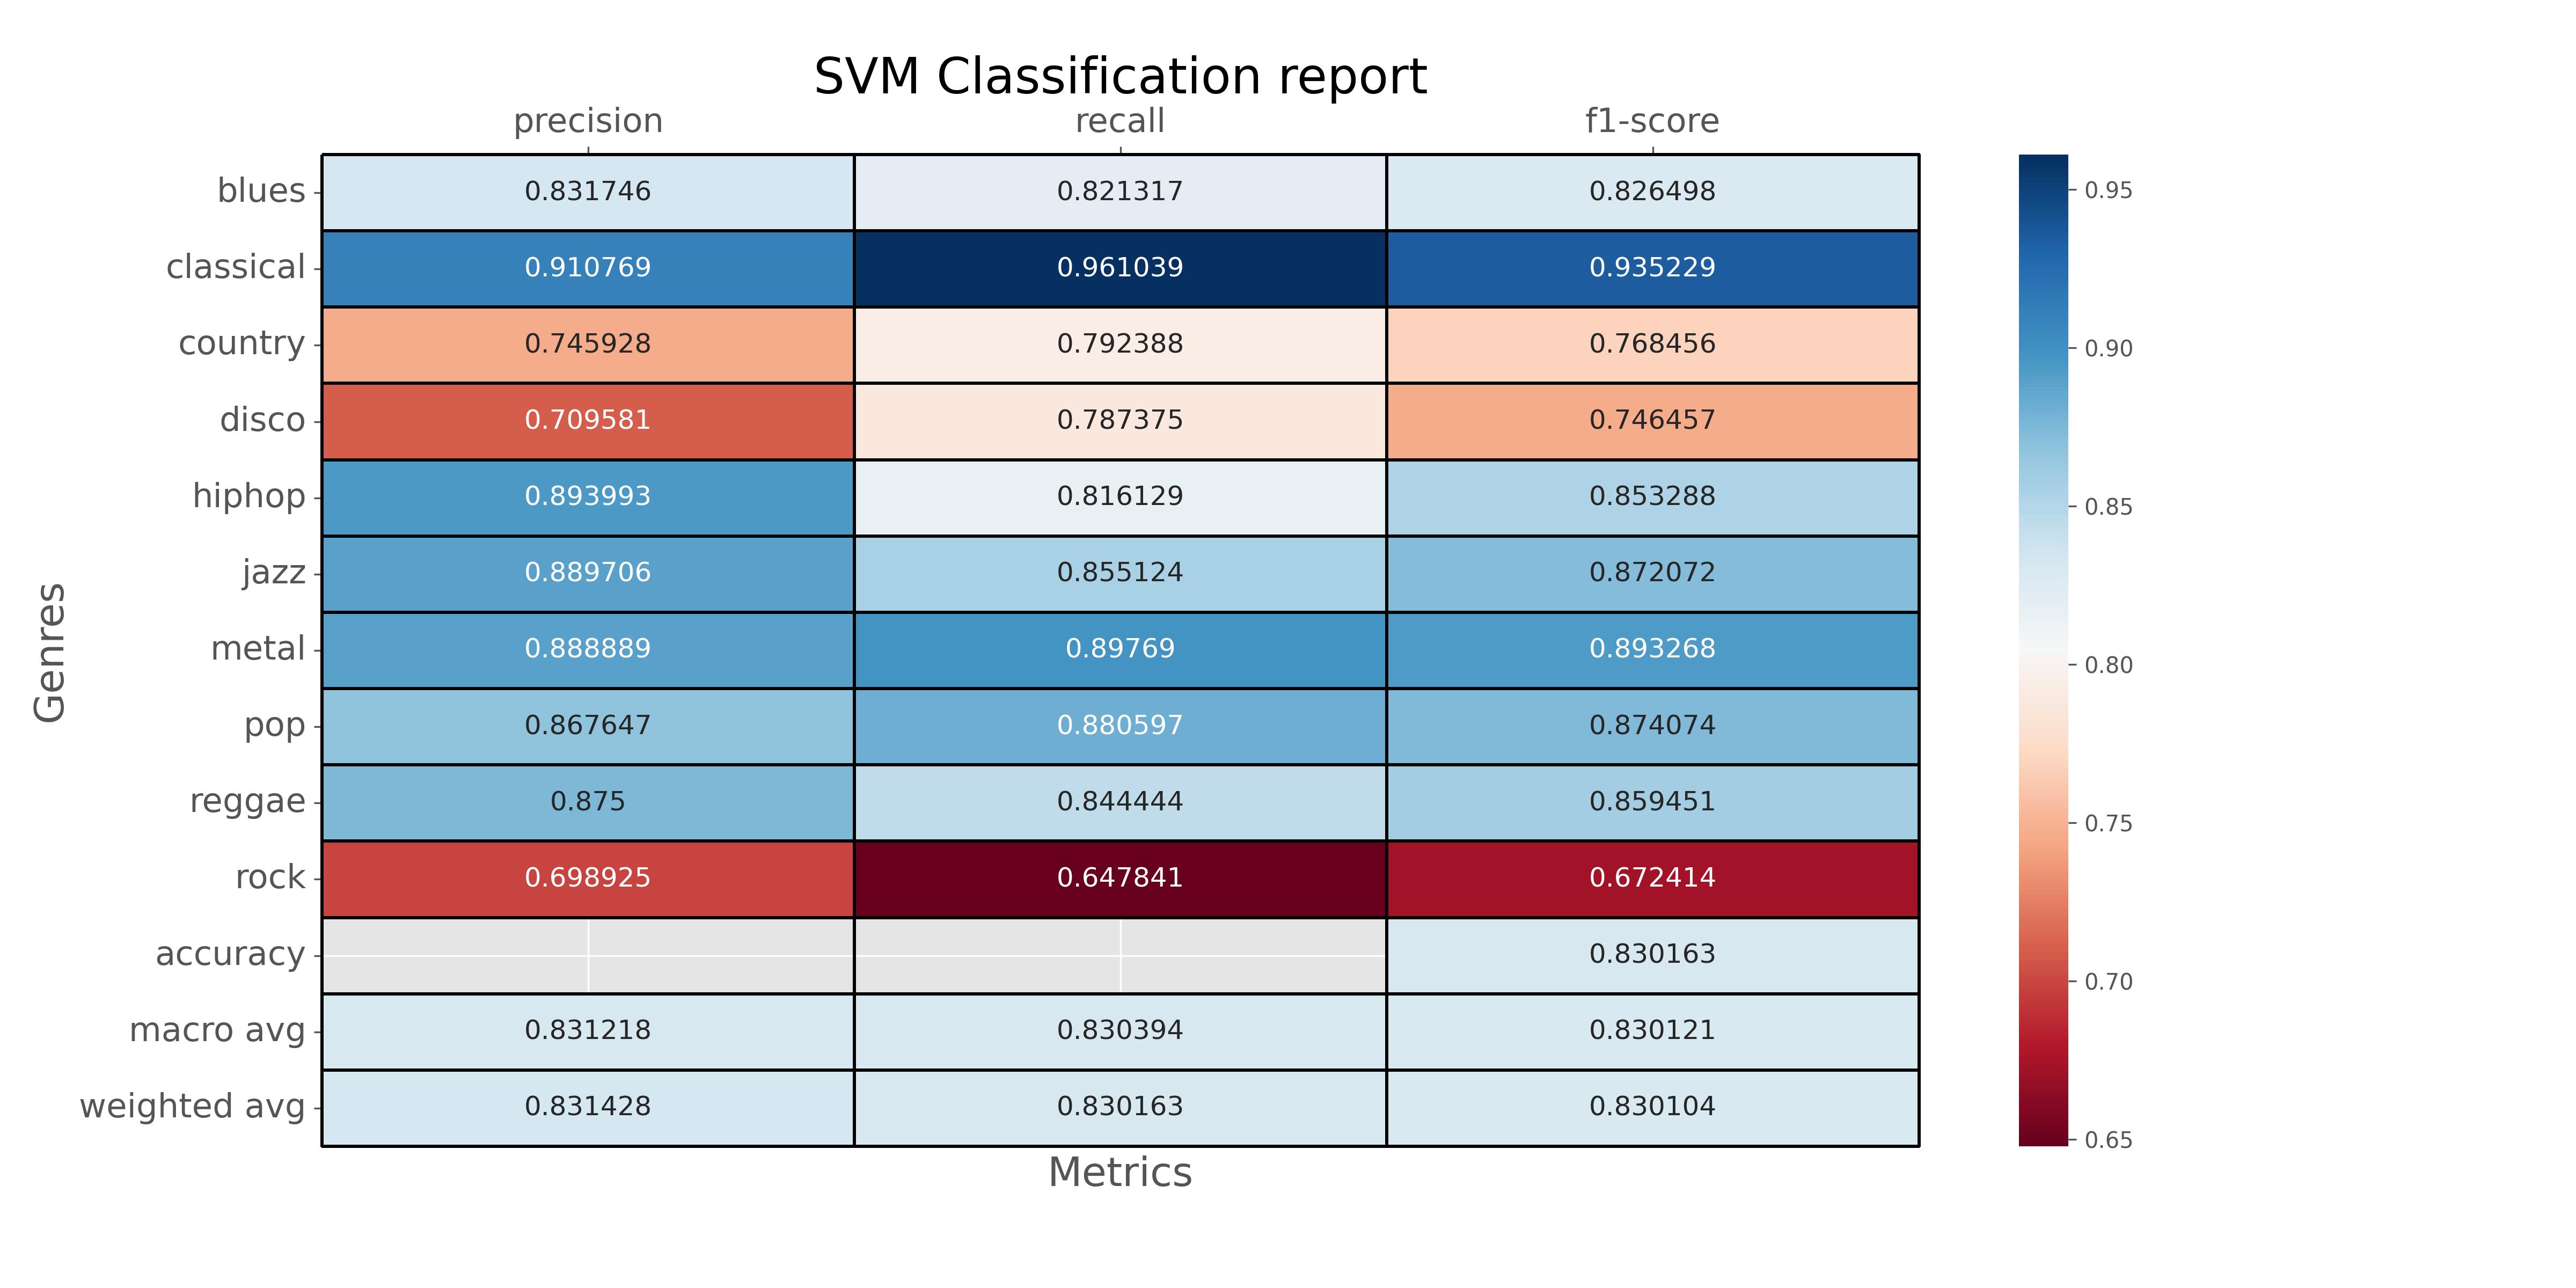 SVM Classification report
precision recall f1-score
blues 0.831746 0.821317 0.826498
classical 0.910769 0.961039 0.935229
country 0.745928 0.792388 0.768456
disco 0.709581 0.787375 0.746457
hiphop 0.893993 0.816129 0.853288
jazz 0.889706 0.855124 0.872072
metal 0.888889 0.89769 0.893268
pop 0.867647 0.880597 0.874074
reggae 0.875 0.844444 0.859451
rock 0.698925 0.647841 0.672414
accuracy 0.830163
macro avg 0.831218 0.830394 0.830121
weighted avg 0.831428 0.830163 0.830104
Genres
Metrics
0.95
0.90
0.85
0.80
0.75
0.70
0.65